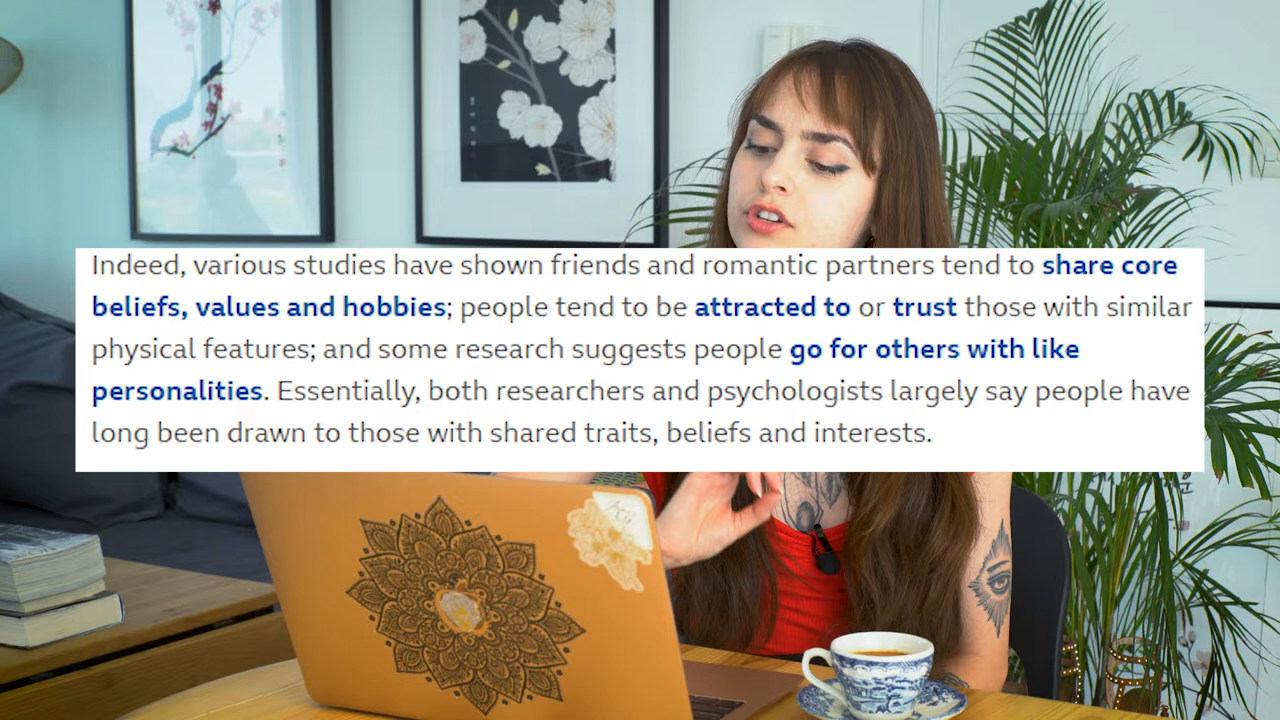 Indeed, various studies have shown friends and romantic partners tend to share core
beliefs, values and hobbies; people tend to be attracted to or trust those with similar
physical features; and some research suggests people go for others with like
personalities. Essentially, both researchers and psychologists largely say people have
long been drawn to those with shared traits, beliefs and interests.